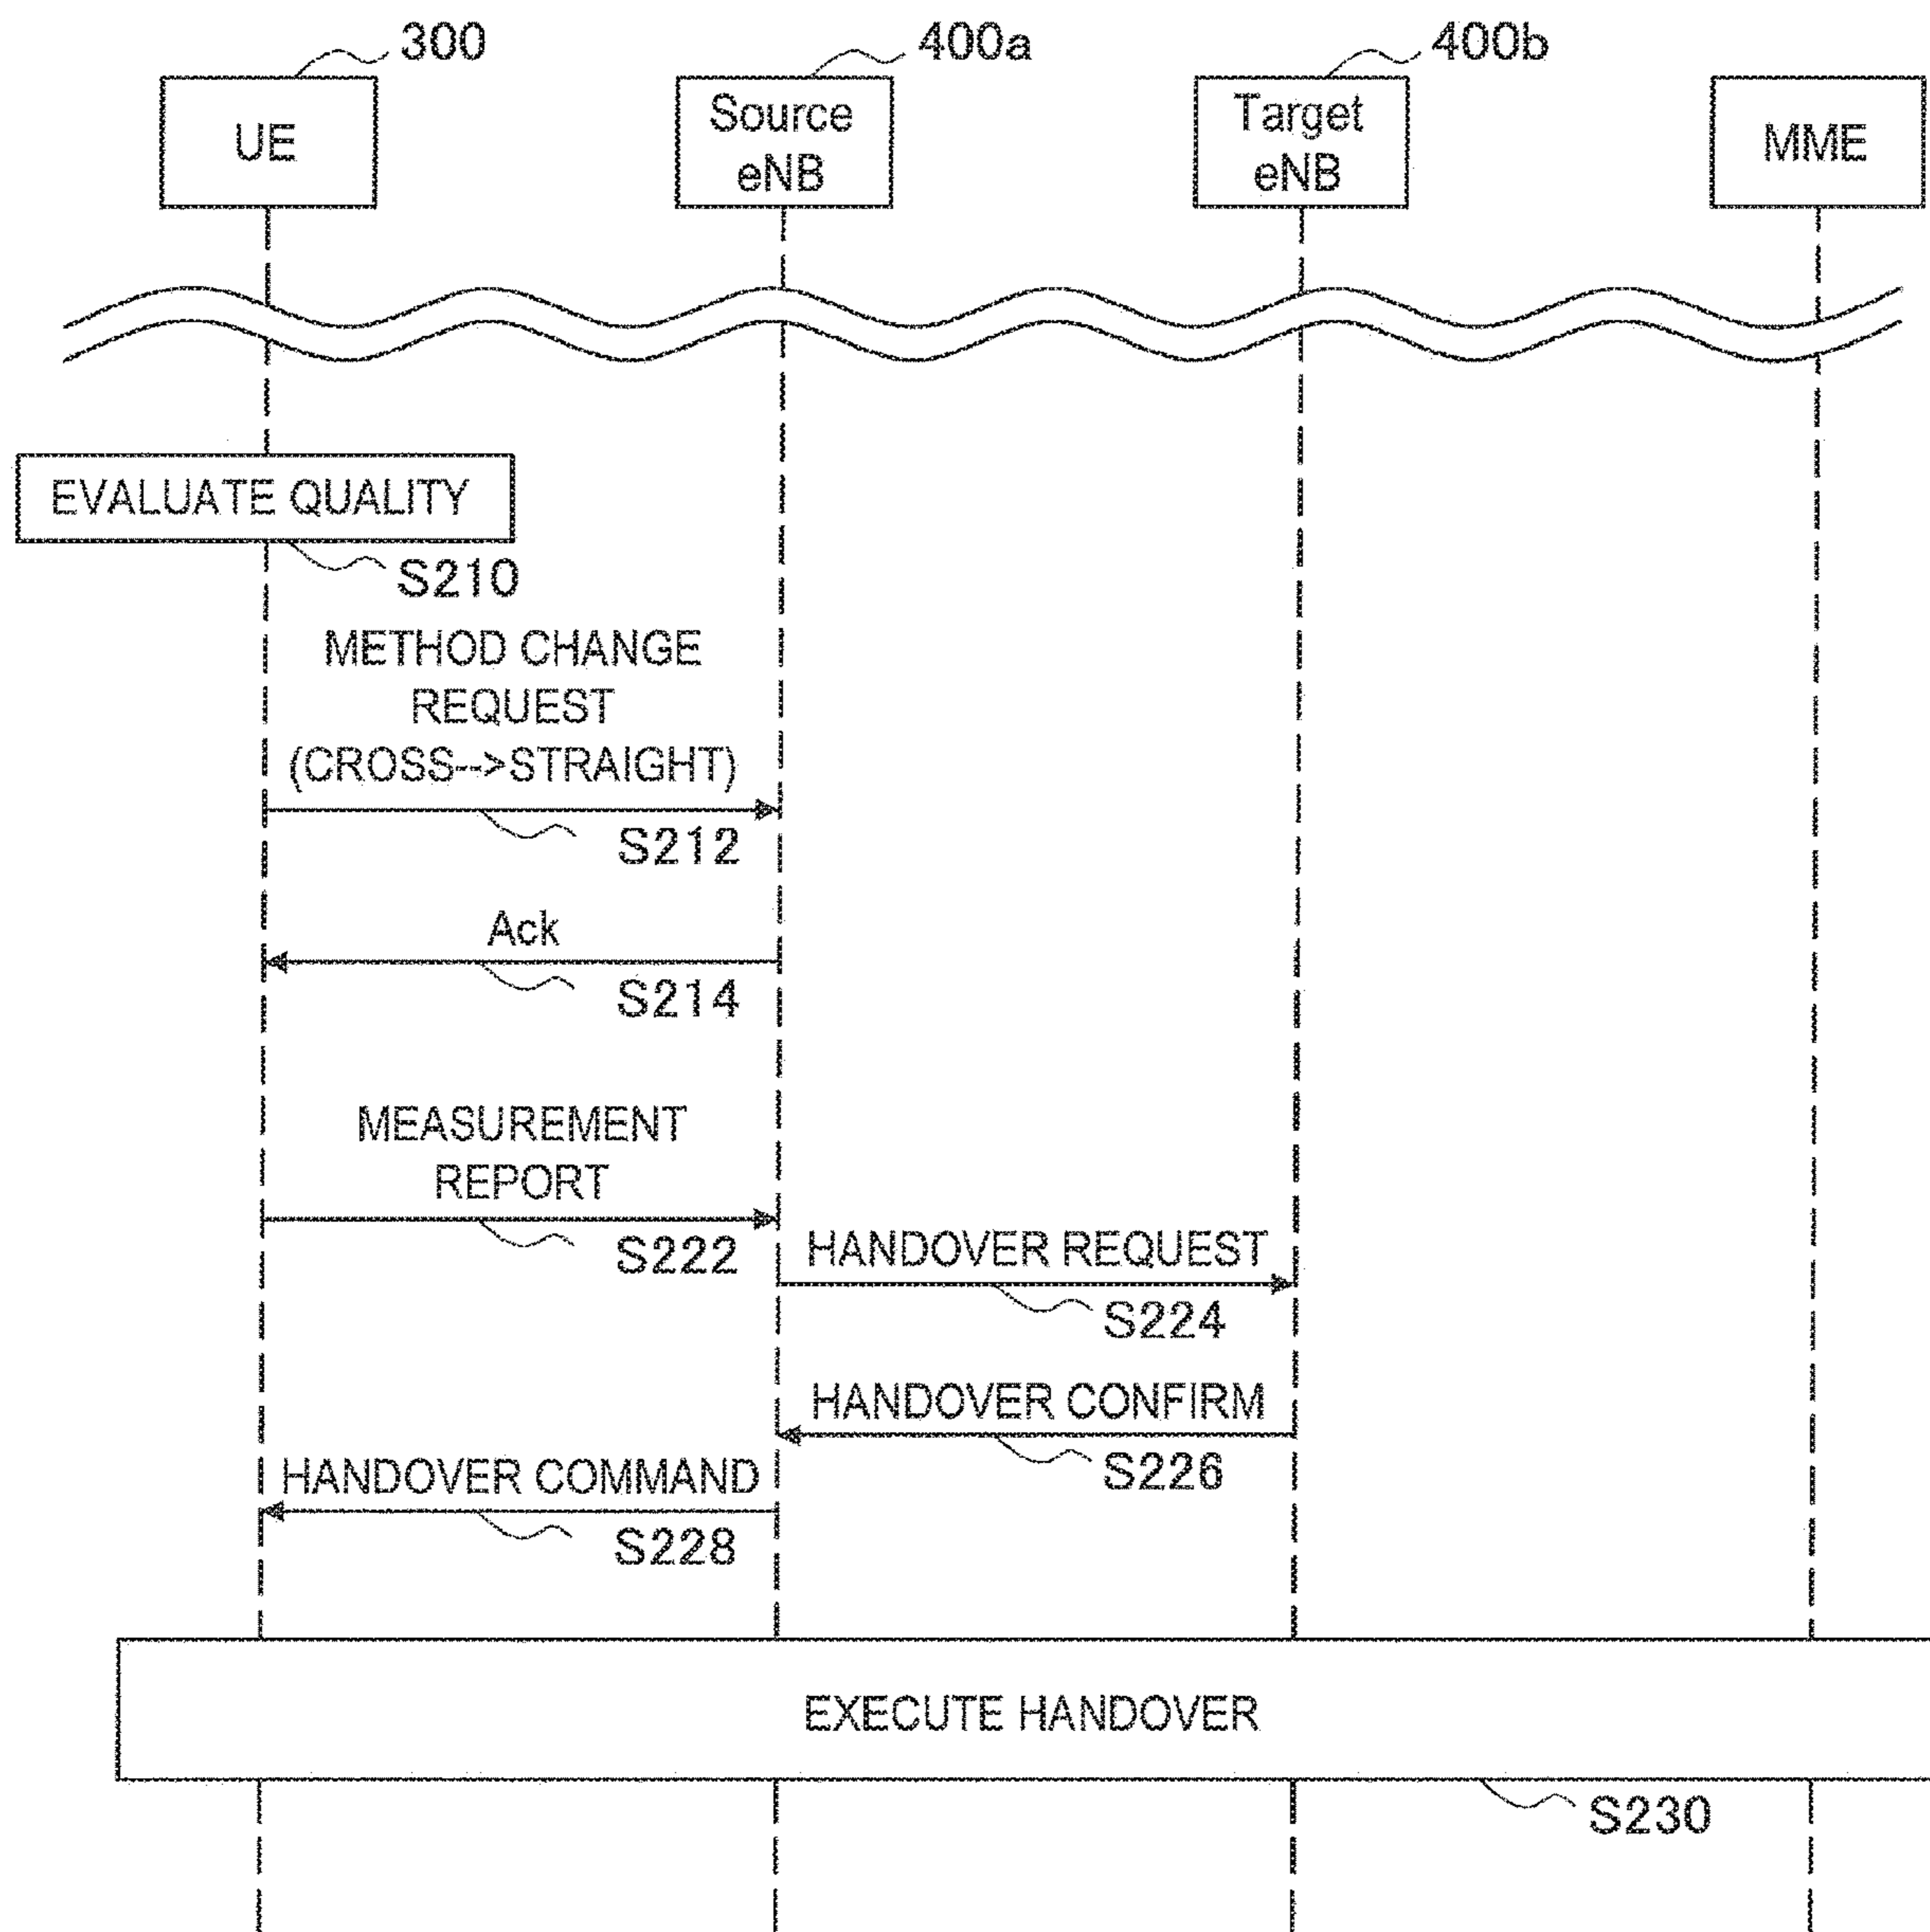 300
400a
400b
UE
Source
eNB
Target
eNB
MME
EVALUATE QUALITY
S210
METHOD CHANGE
REQUEST
(CROSS-->STRAIGHT)
S212
Ack
S214
MEASUREMENT
REPORT
S222
HANDOVER REQUEST
S224
HANDOVER CONFIRM
S226
HANDOVER COMMAND
S228
EXECUTE HANDOVER
S230